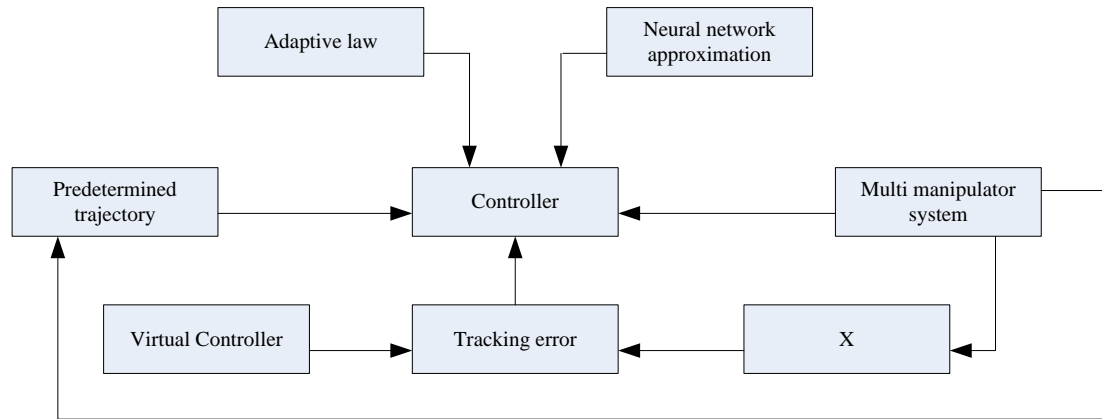 Adaptive law
Neural network
approximation
Predetermined
trajectory
Controller
Multi manipulator
system
Virtual Controller
Tracking error
X